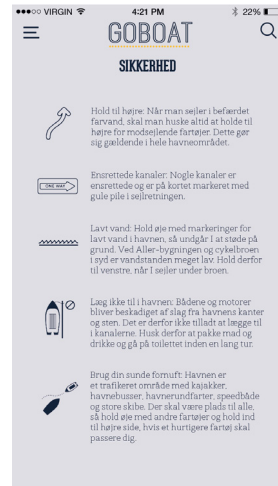 VIRGIN 4:21 PM 22%
GOBOAT
SIKKERHED
Hold til højre: Når man sejler i befærdet
farvand, skal man huske altid at holde til
højre for modsejlende fartøjer. Dette gør
sig gældende i hele havneområdet.
ONE WAY
Ensrettede kanaler: Nogle kanaler er
ensrettede og er på kortet markeret med
gule pile i sejlretningen.
Lavt vand: Hold øje med markeringer for
lavt vand i havnen, så undgår I at støde på
grund. Ved Aller-bygningen og cykelbroen
i syd er vandstanden meget lav. Hold derfor
til venstre, når I sejler under broen.
Læg ikke til i havnen: Bådene og motorer
bliver beskadiget af slag fra havnens kanter
og sten. Det er derfor ikke tilladt at lægge til
i kanalerne. Husk derfor at pakke mad og
drikke og gå på toilettet inden en lang tur.
Brug din sunde fornuft: Havnen er
et trafikeret område med kajakker,
havnebusser, havnerundfarter, speedbåde
og store skibe. Der skal være plads til alle,
så hold øje med andre fartøjer og hold ind
til højre side, hvis et hurtigere fartøj skal
passere dig.